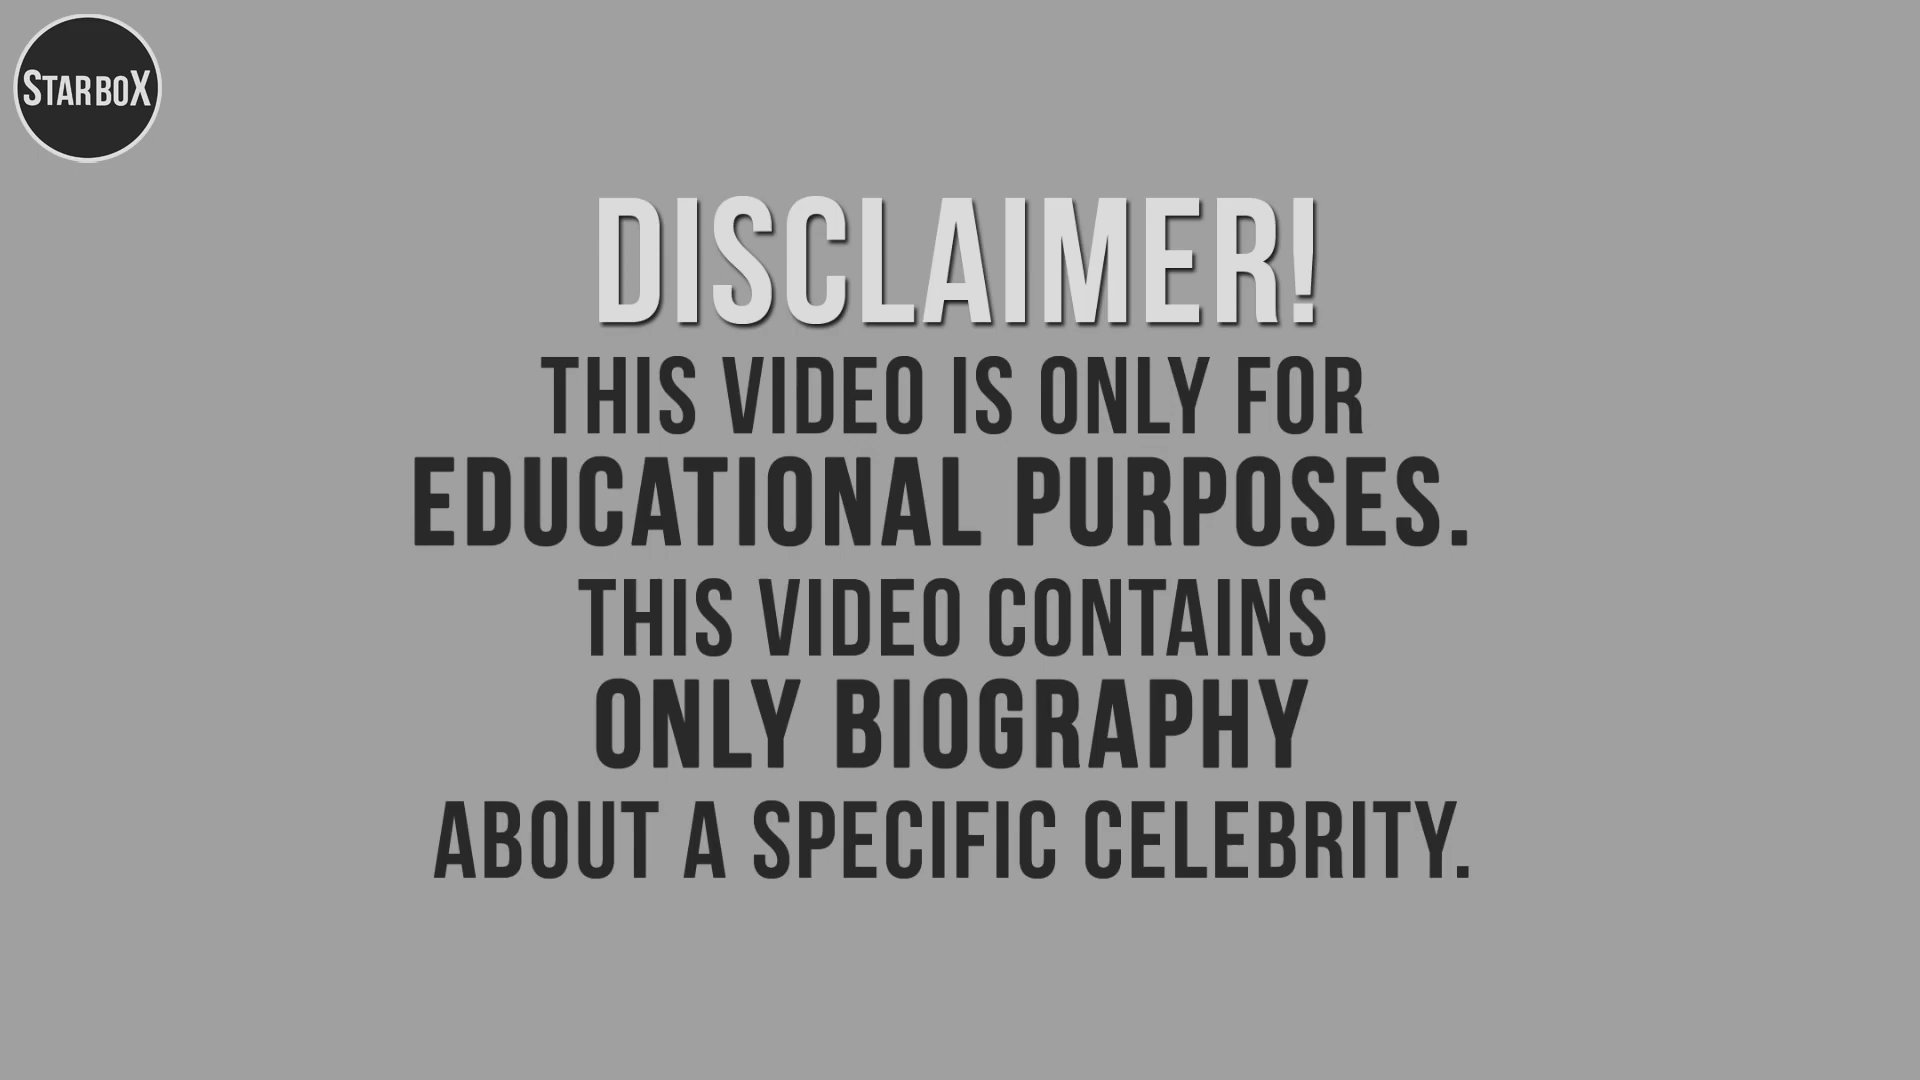 STARBOX
DISCLAIMER!
THIS VIDEO IS ONLY FOR
EDUCATIONAL PURPOSES.
THIS VIDEO CONTAINS
ONLY BIOGRAPHY
ABOUT A SPECIFIC CELEBRITY.